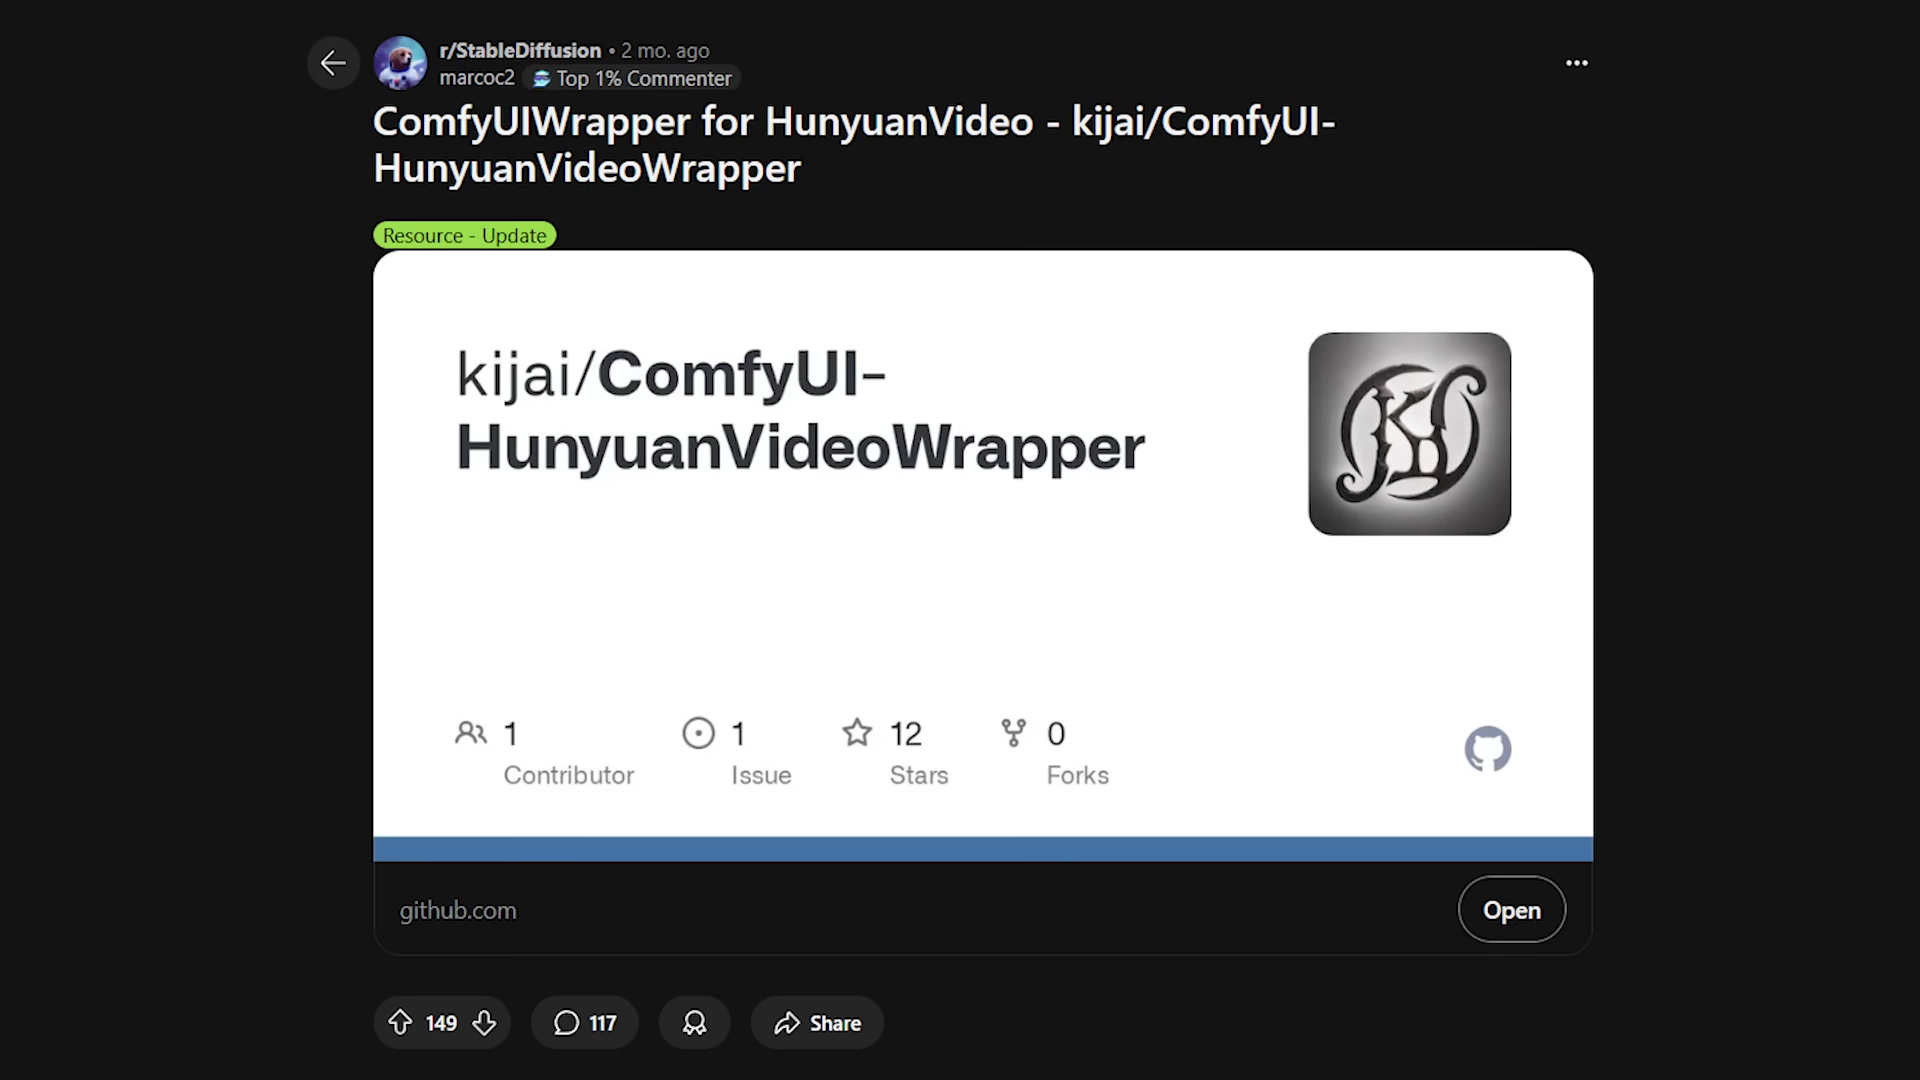 r/StableDiffusion • 2 mo. ago
marcoc2 Top 1% Commenter
ComfyUIWrapper for HunyuanVideo - kijai/ComfyUI-
HunyuanVideoWrapper
Resource - Update
kijai/ComfyUI-
HunyuanVideoWrapper
1 1 12 0
Contributor Issue Stars Forks
github.com Open
149 117 Share